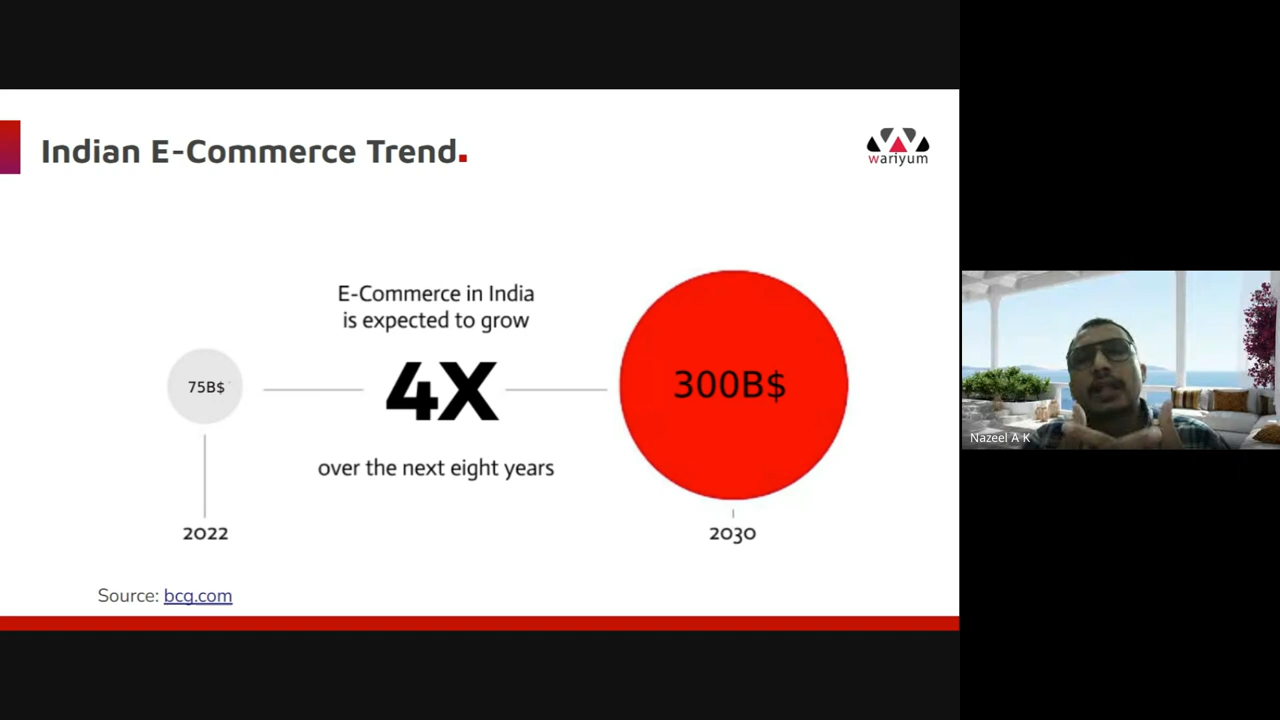 Indian E-Commerce Trend.
wariyum
E-Commerce in India
is expected to grow
75B$
4X
300B$
over the next eight years
2022
2030
Source: bcg.com
Nazeel A K